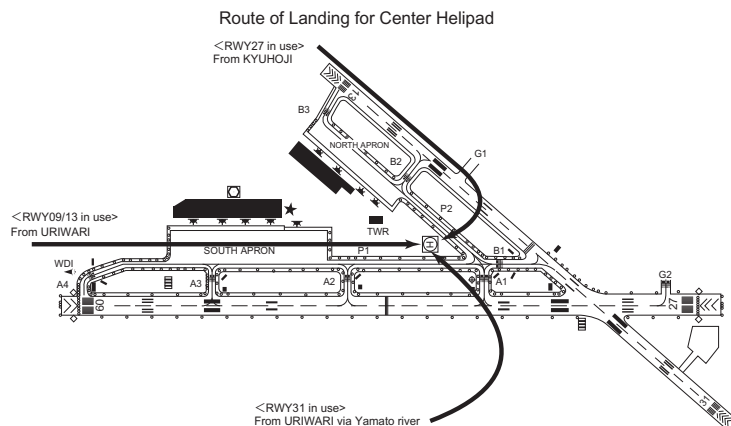 Route of Landing for Center Helipad
<RWY27 in use>
From KYUHOJI
13
B3
G1
NORTH APRON
B2
P2
<RWY09/13 in use>
From URIWARI
TWR
H
B1
SOUTH APRON
P1
WDI
A4
A3
A2
A1
G2
09
27
31
<RWY31 in use>
From URIWARI via Yamato river